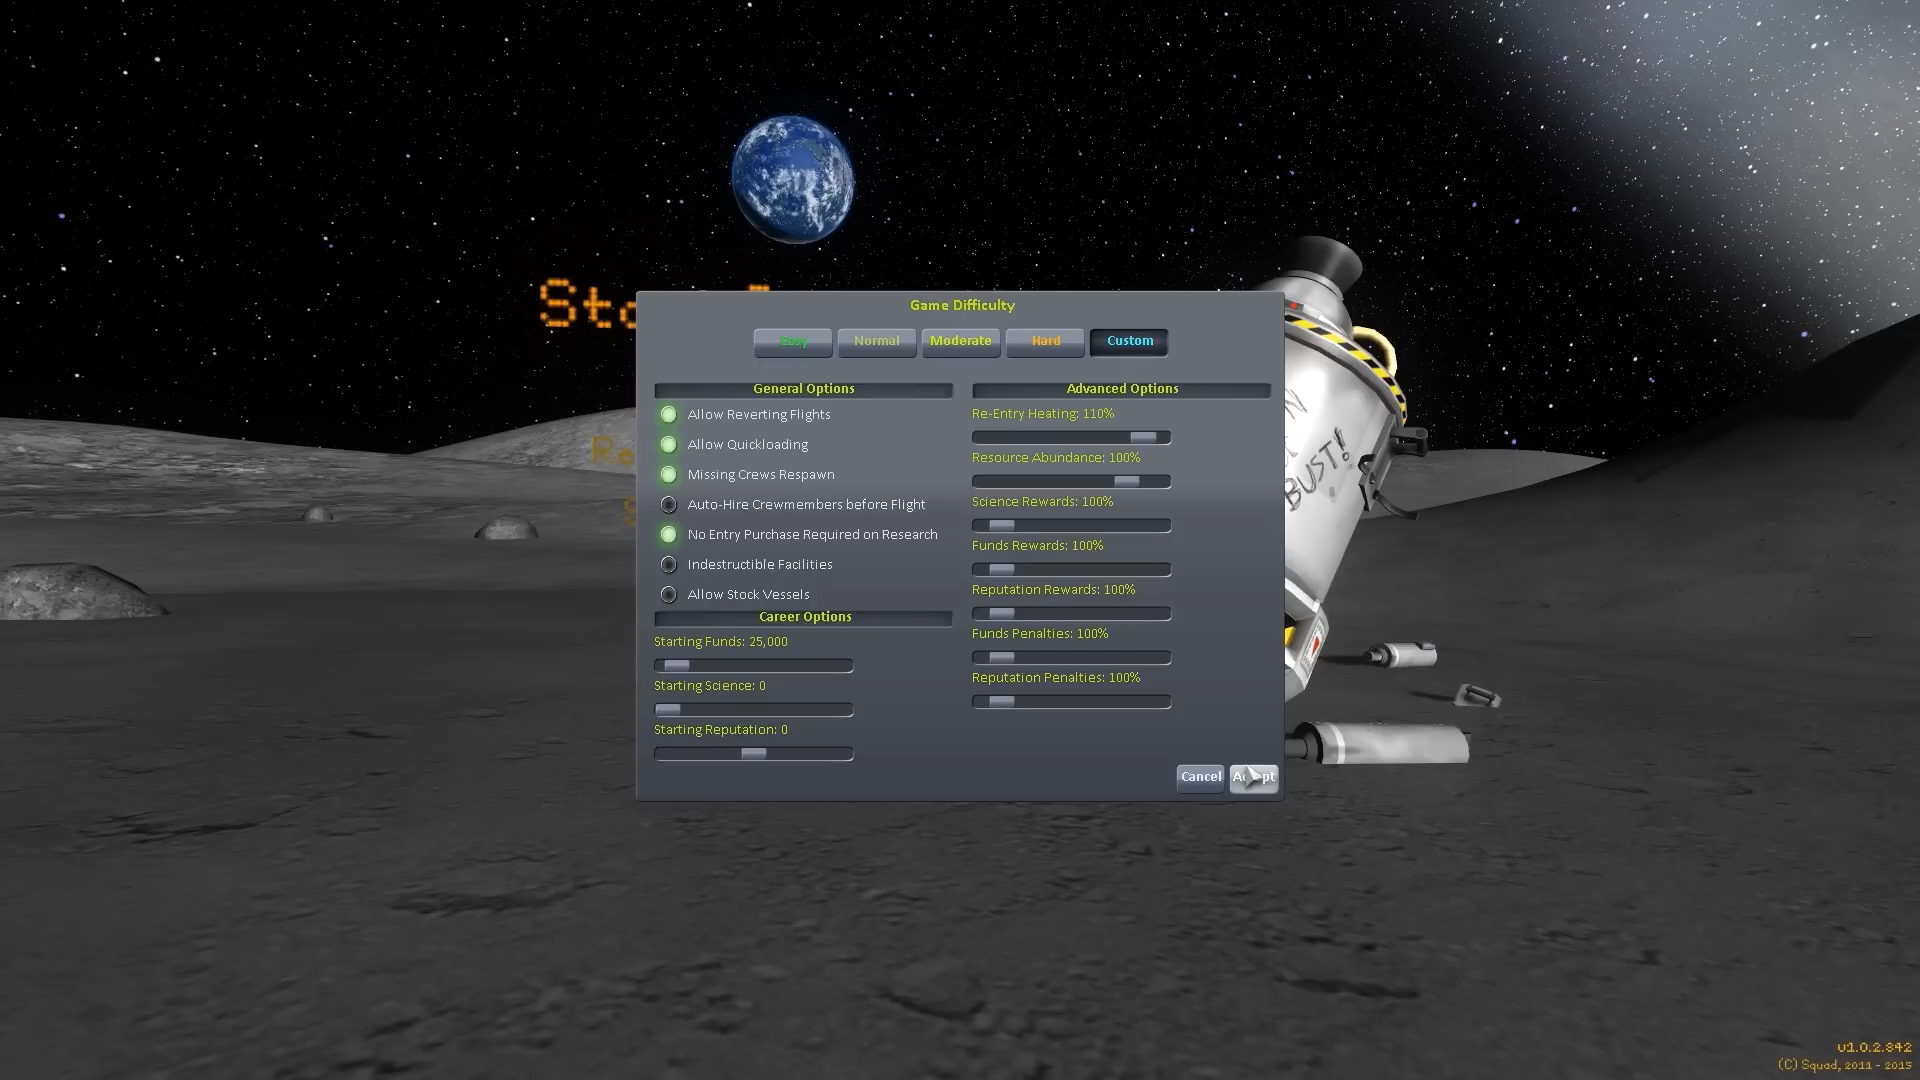 Game Difficulty
Easy Normal Moderate Hard Custom
General Options
Allow Reverting Flights
Allow Quickloading
Missing Crews Respawn
Auto-Hire Crewmembers before Flight
No Entry Purchase Required on Research
Indestructible Facilities
Allow Stock Vessels
Career Options
Starting Funds: 25,000
Starting Science: 0
Starting Reputation: 0
Advanced Options
Re-Entry Heating: 110%
Resource Abundance: 100%
Science Rewards: 100%
Funds Rewards: 100%
Reputation Rewards: 100%
Funds Penalties: 100%
Reputation Penalties: 100%
Cancel
BUST!
v1.0.2.842
(C) Squad, 2011 - 2015